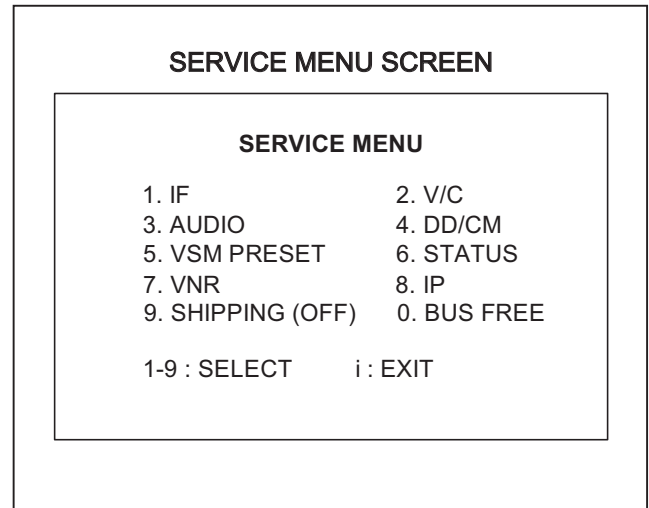 SERVICE MENU SCREEN
SERVICE MENU
1. IF 2. V/C
3. AUDIO 4. DD/CM
5. VSM PRESET 6. STATUS
7. VNR 8. IP
9. SHIPPING (OFF) 0. BUS FREE
1-9 : SELECT i : EXIT